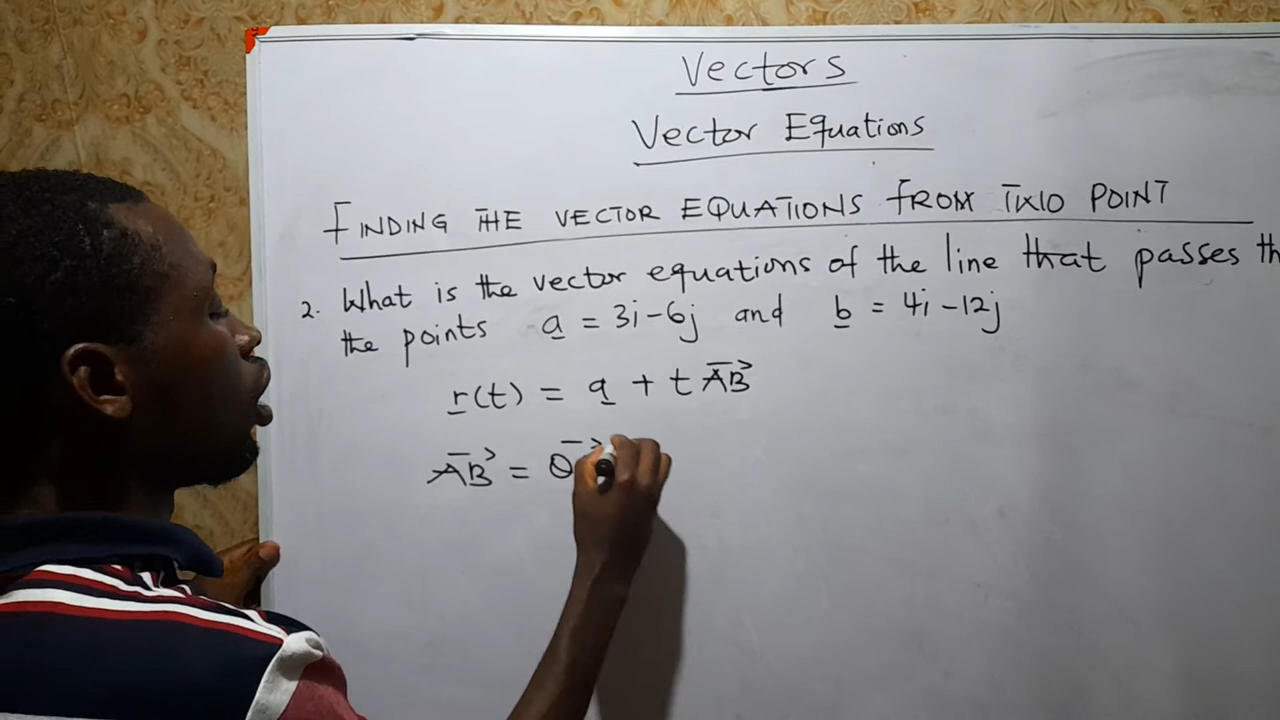 Vectors
Vector Equations
FINDING THE VECTOR EQUATIONS FROM TWO POINT
2. What is the vector equations of the line that passes th
the points a = 3i - 6j and b = 4i - 12j
r(t) = a + t AB
AB = O